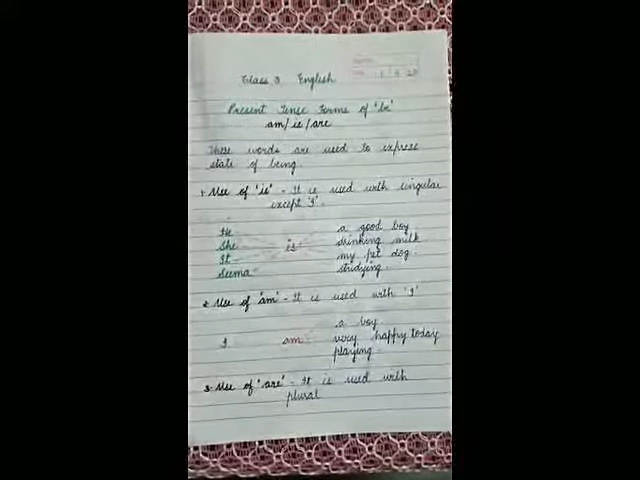 Class 3 English
Present Tense Forms of 'be'
am/is/are
These words are used to express
state of being.
1. Use of 'is' - It is used with singular
except 'I'.
He
She
It
Seema
is
a good boy
drinking milk
my pet dog.
studying.
2. Use of 'am' - It is used with 'I'
I
am
a boy.
very happy today
playing.
3. Use of 'are' - It is used with
plural